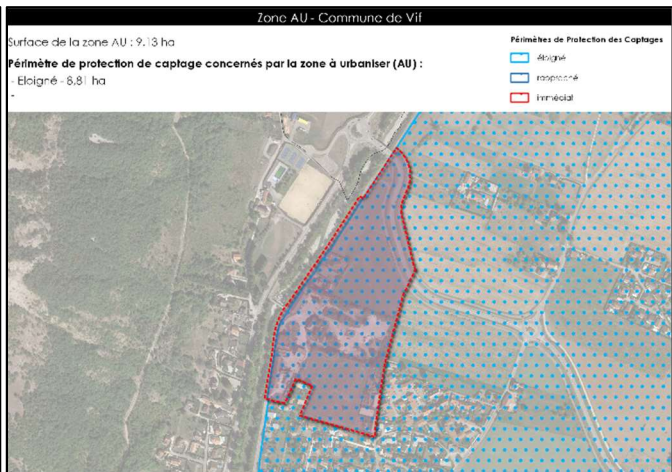 Zone AU - Commune de Vif
Surface de la zone AU : 9.13 ha
Périmètre de protection de captage concernés par la zone à urbaniser (AU) :
- Eloigné - 8,81 ha
-
Périmètres de Protection des Captages
éloigné
rapproché
immédiat